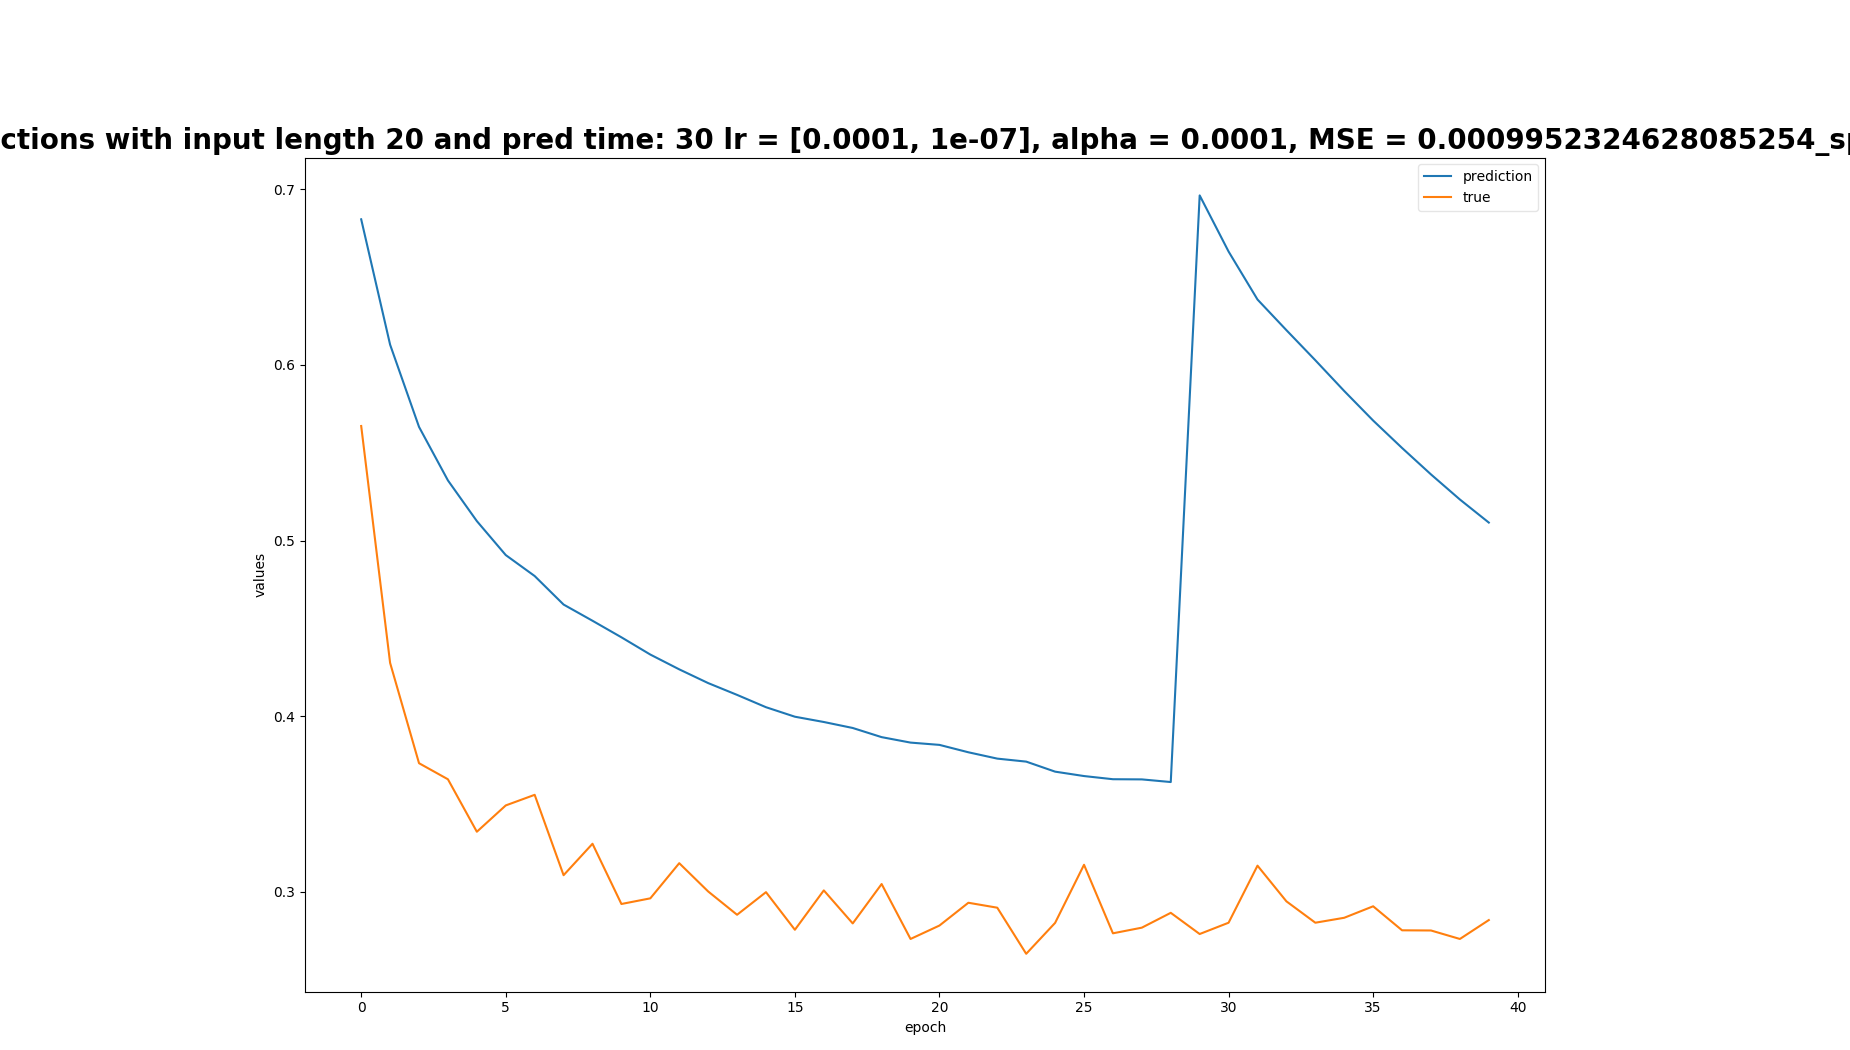 ctions with input length 20 and pred time: 30 lr = [0.0001, 1e-07], alpha = 0.0001, MSE = 0.0009952324628085254_sp
prediction
true
0.7
0.6
0.5
0.4
0.3
values
0 5 10 15 20 25 30 35 40
epoch